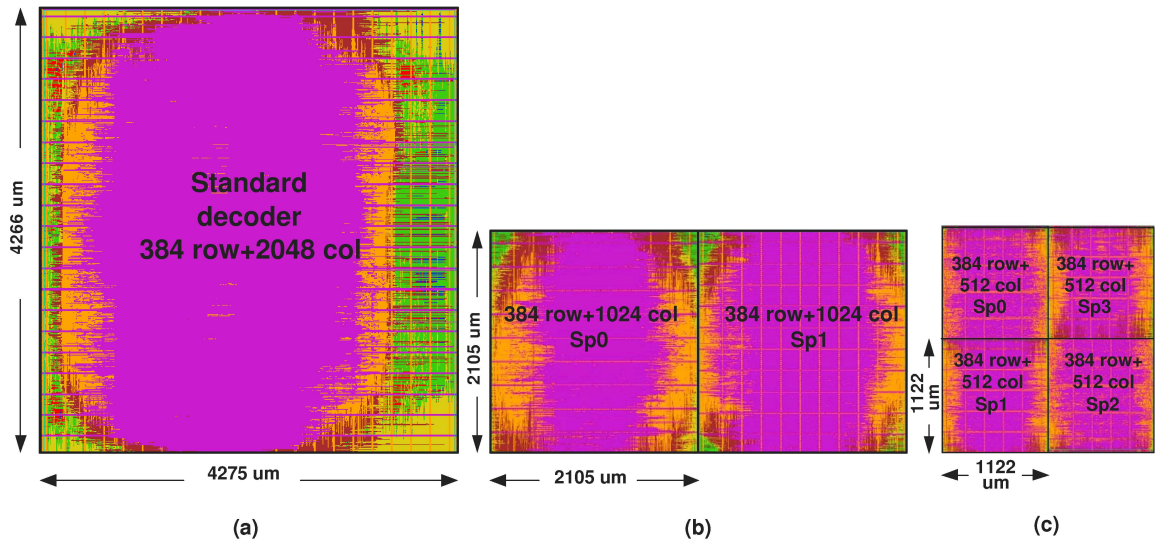 4266 um
Standard
decoder
384 row+2048 col
4275 um
(a)
2105 um
384 row+1024 col
Sp0
384 row+1024 col
Sp1
2105 um
(b)
384 row+
512 col
Sp0
384 row+
512 col
Sp3
1122
um
384 row+
512 col
Sp1
384 row+
512 col
Sp2
1122
um
(c)